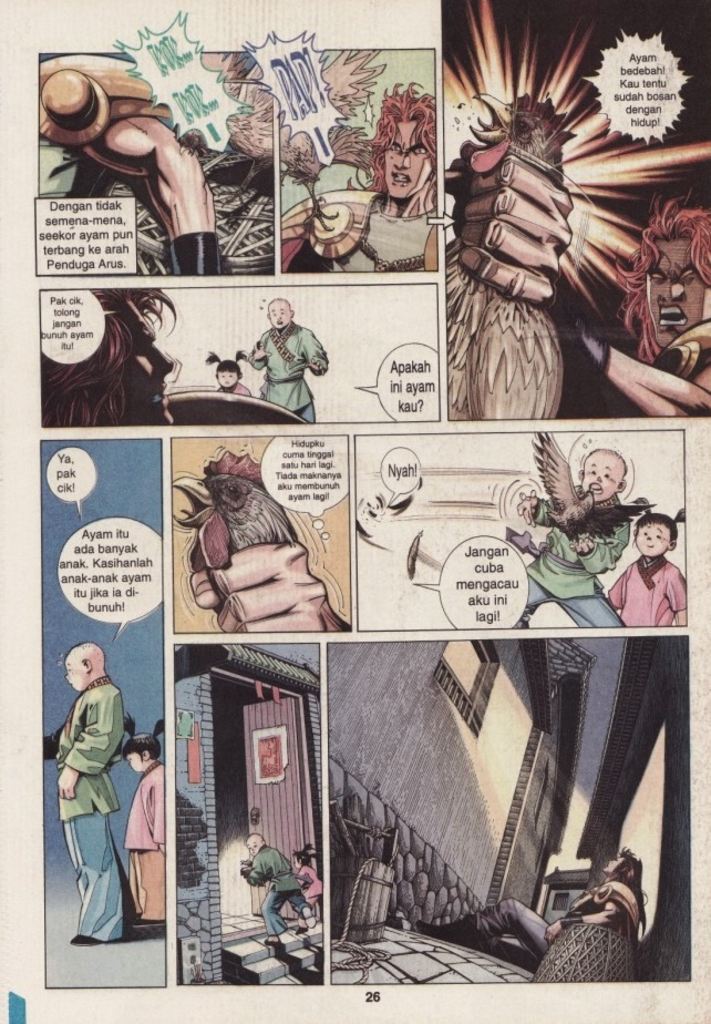 KOK...
KOK...
!
PAP!
!
Ayam
bedebah!
Kau tentu
sudah bosan
dengan
hidup!
Dengan tidak
semena-mena,
seekor ayam pun
terbang ke arah
Penduga Arus.
Pak cik,
tolong
jangan
bunuh ayam
itu!
Apakah
ini ayam
kau?
Ya,
pak
cik!
Ayam itu
ada banyak
anak. Kasihanlah
anak-anak ayam
itu jika ia di-
bunuh!
Hidupku
cuma tinggal
satu hari lagi.
Tiada maknanya
aku membunuh
ayam lagi!
Nyah!
Jangan
cuba
mengacau
aku ini
lagi!
26